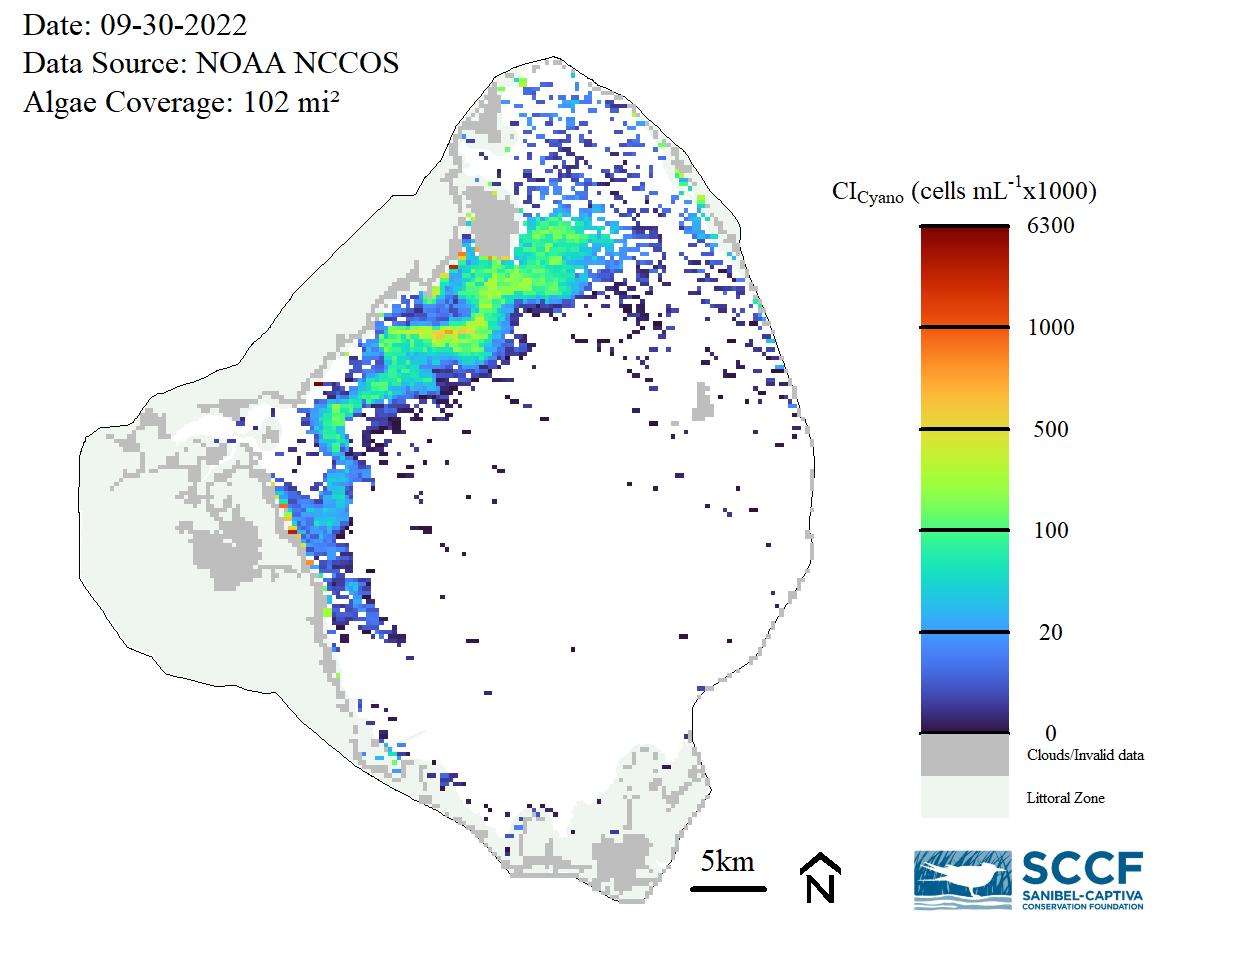 Date: 09-30-2022
Data Source: NOAA NCCOS
Algae Coverage: 102 mi²
CICyano (cells mL-1x1000)
6300
1000
500
100
20
0
Clouds/Invalid data
Littoral Zone
5km
N
SCCF
SANIBEL-CAPTIVA
CONSERVATION FOUNDATION